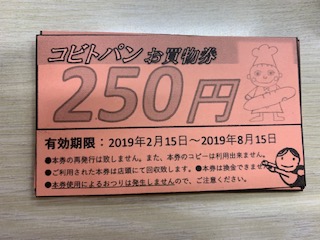 コビトパン お買物券
250円
有効期限：2019年2月15日～2019年8月15日
●本券の再発行は致しません。また、本券のコピーは利用出来ません。
●ご利用された本券は店頭にて回収致します。●本券は換金できませ
●本券使用によるおつりは発生しませんので、ご注意ください。